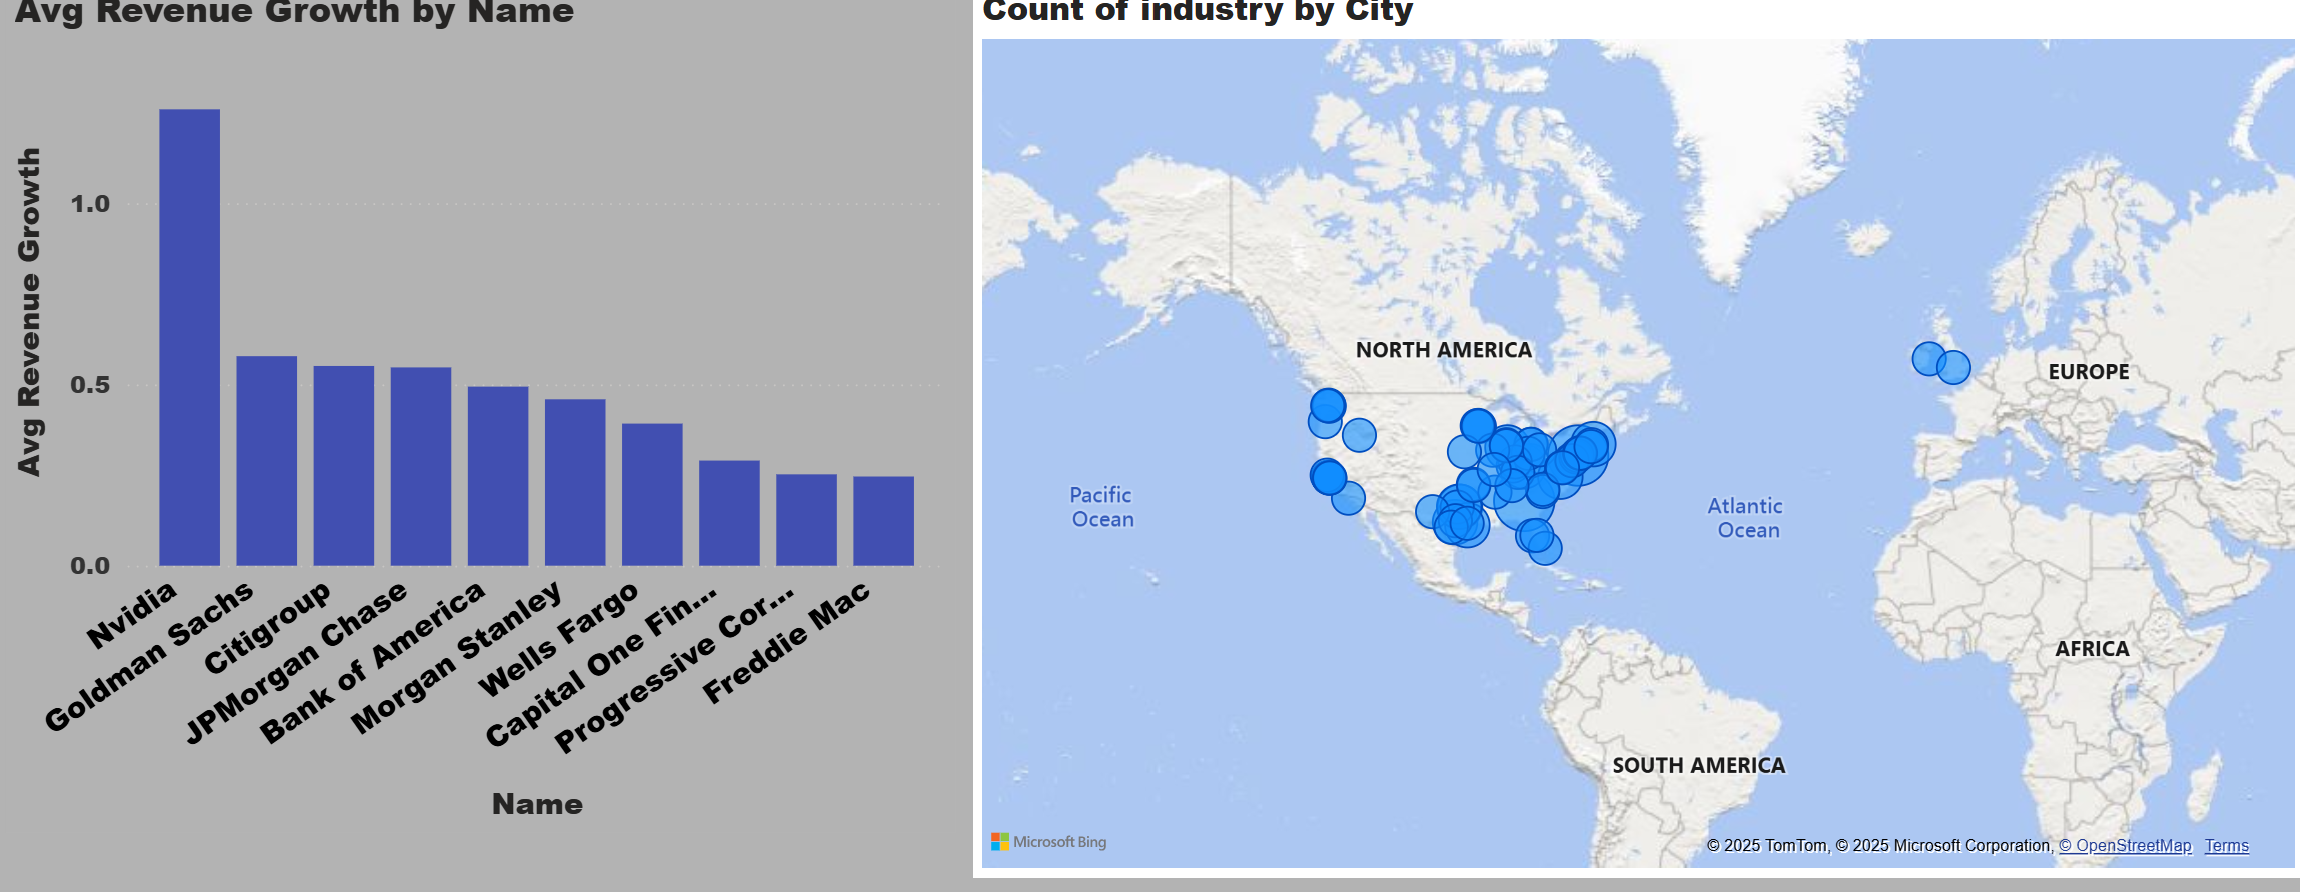 Avg Revenue Growth by Name
Avg Revenue Growth
1.0
0.5
0.0
Nvidia
Goldman Sachs
Citigroup
JPMorgan Chase
Bank of America
Morgan Stanley
Wells Fargo
Capital One Fin...
Progressive Cor...
Freddie Mac
Name
Count of industry by City
NORTH AMERICA
EUROPE
Pacific
Ocean
Atlantic
Ocean
AFRICA
SOUTH AMERICA
Microsoft Bing
© 2025 TomTom, © 2025 Microsoft Corporation, © OpenStreetMap Terms